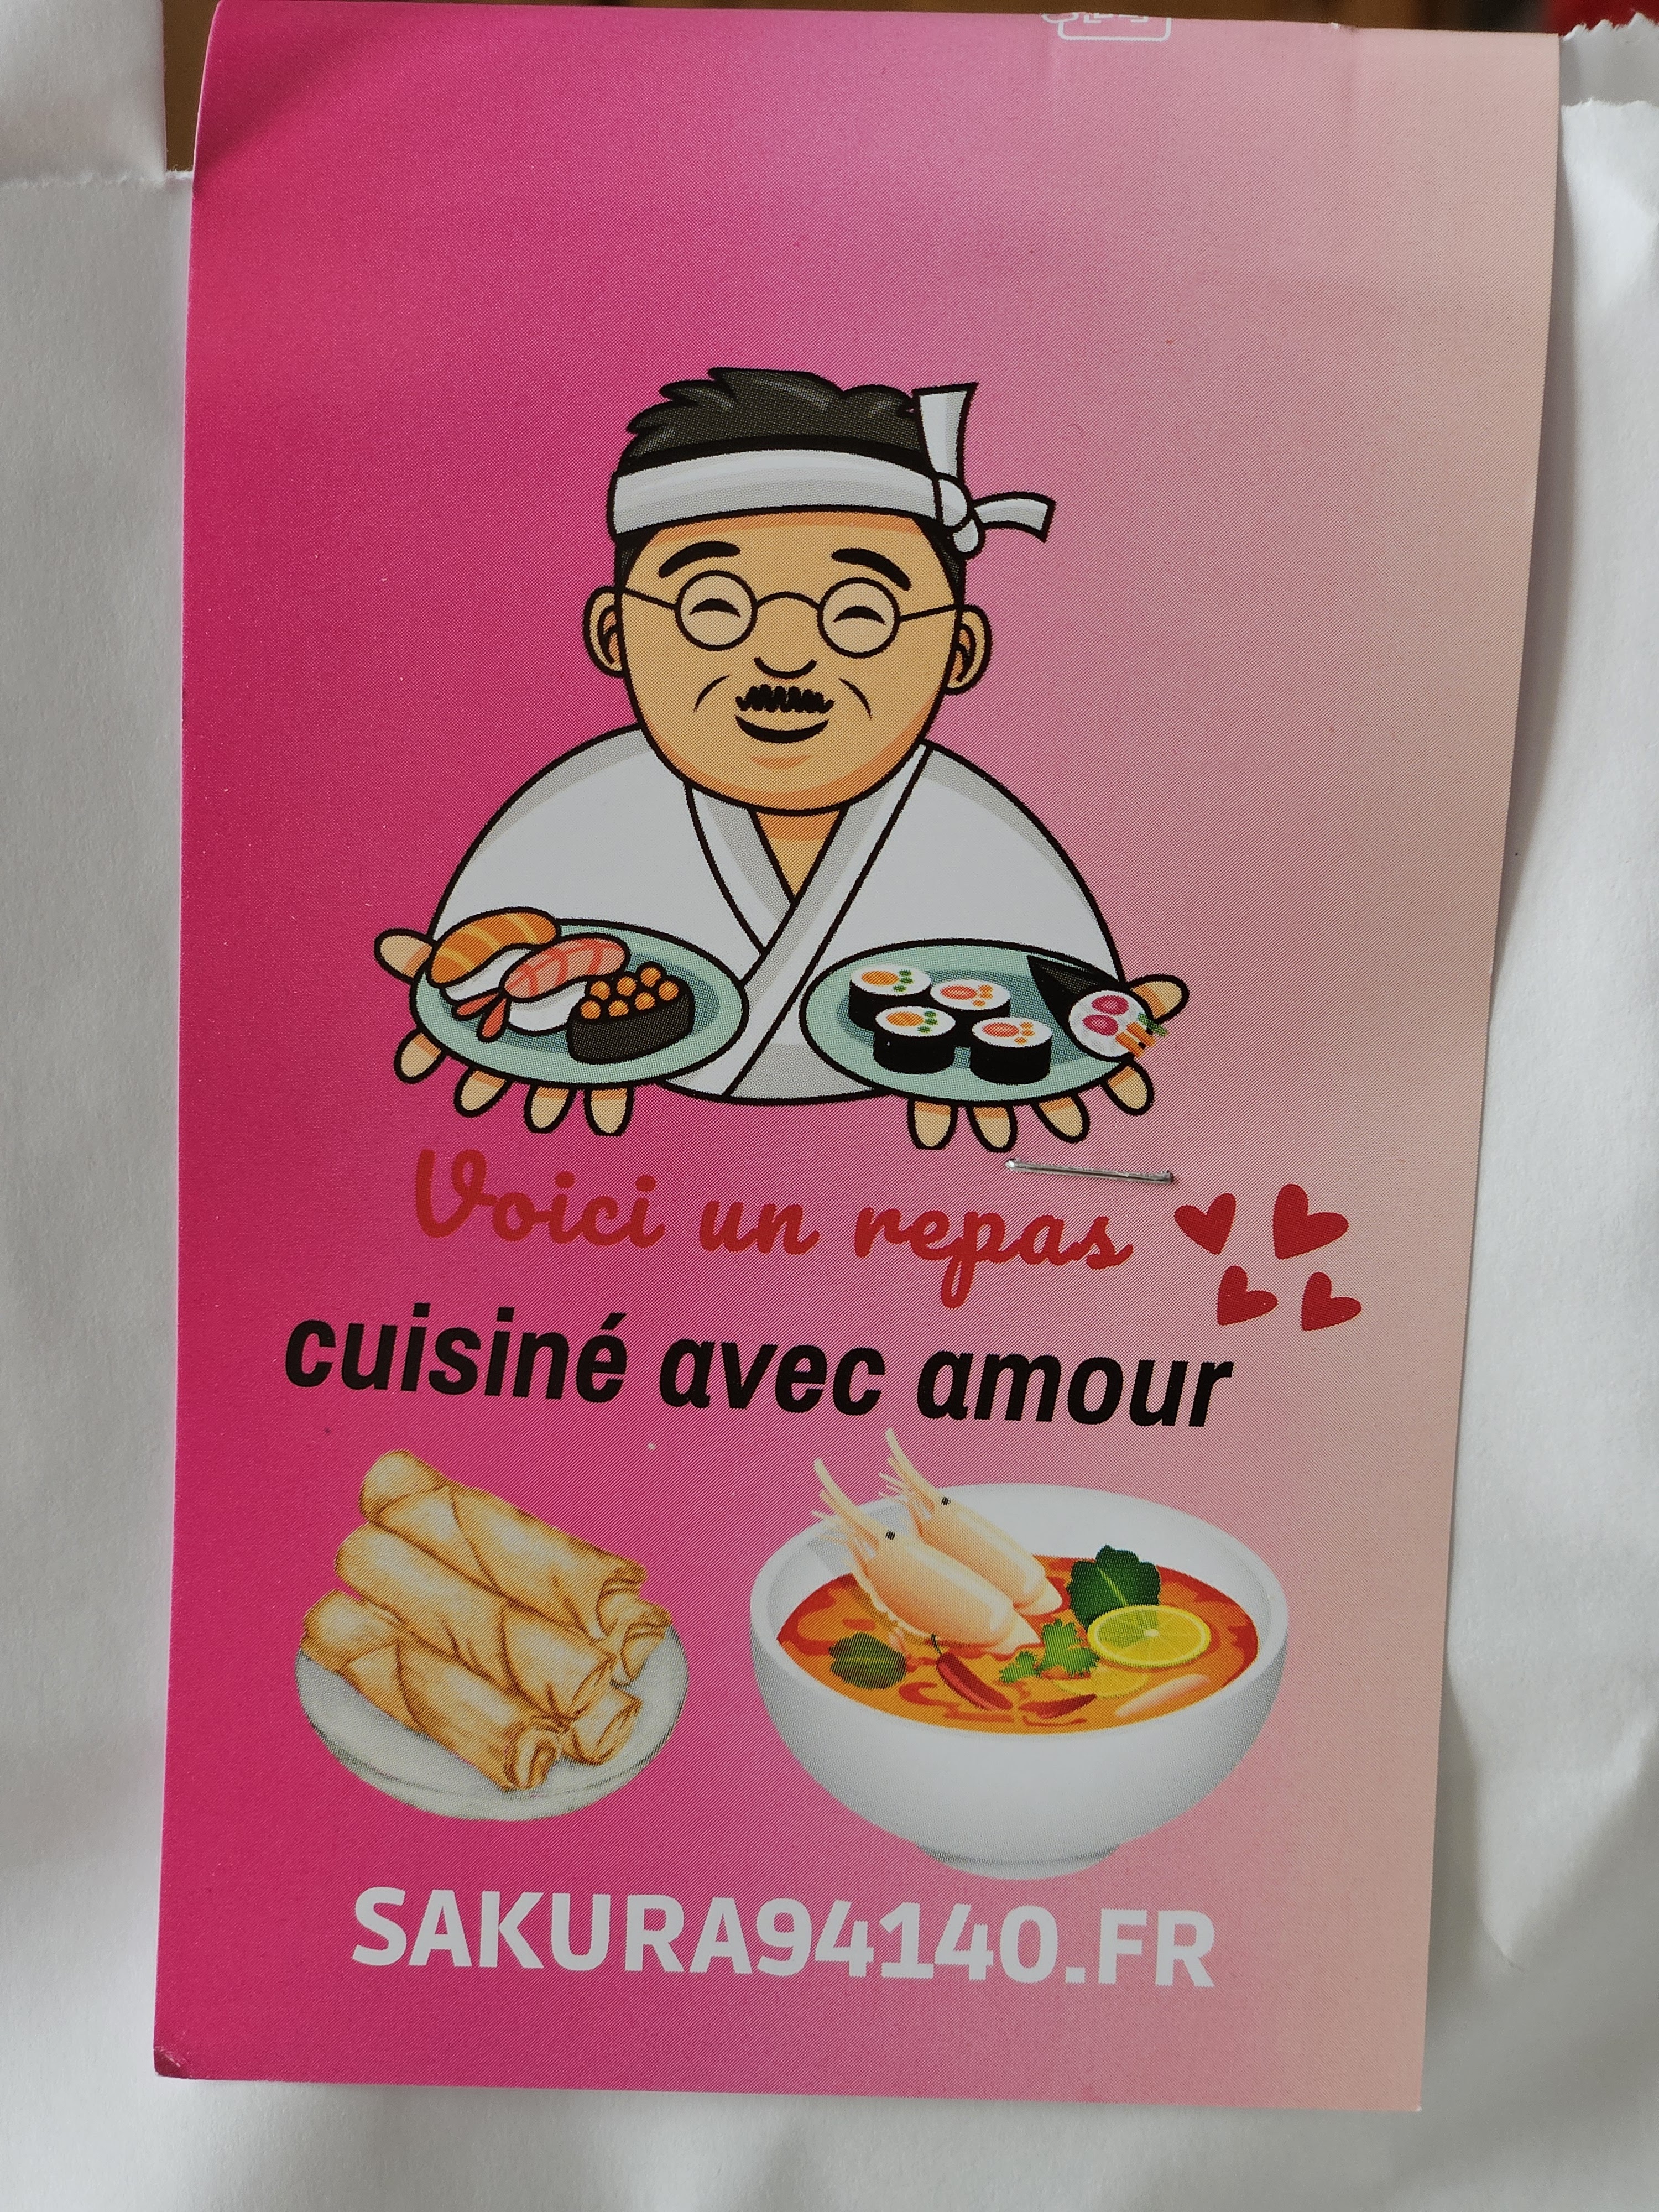 Voici un repas
cuisiné avec amour
SAKURA94140.FR